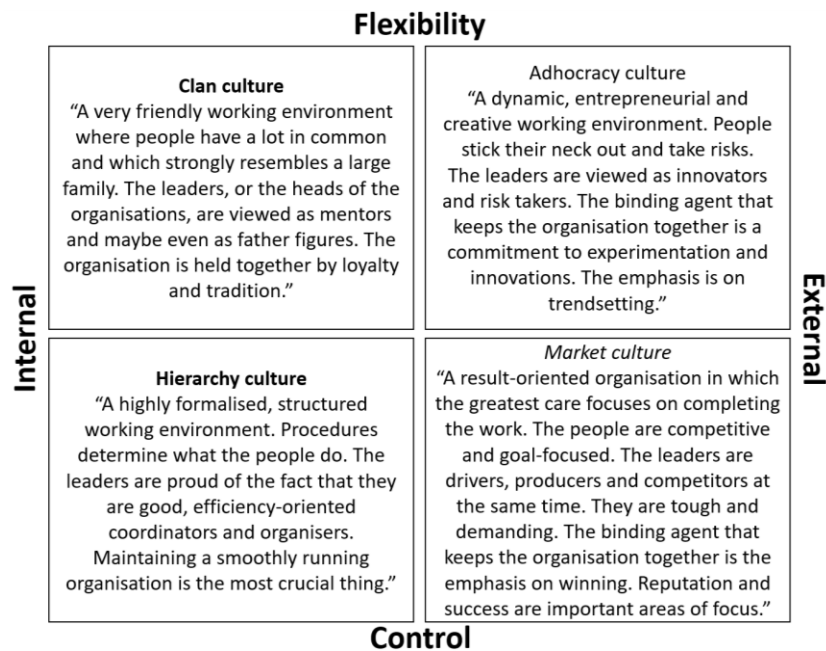 Flexibility
Clan culture
“A very friendly working environment
where people have a lot in common
and which strongly resembles a large
family. The leaders, or the heads of the
organisations, are viewed as mentors
and maybe even as father figures. The
organisation is held together by loyalty
and tradition.”
Adhocracy culture
“A dynamic, entrepreneurial and
creative working environment. People
stick their neck out and take risks.
The leaders are viewed as innovators
and risk takers. The binding agent that
keeps the organisation together is a
commitment to experimentation and
innovations. The emphasis is on
trendsetting.”
Internal
External
Hierarchy culture
“A highly formalised, structured
working environment. Procedures
determine what the people do. The
leaders are proud of the fact that they
are good, efficiency-oriented
coordinators and organisers.
Maintaining a smoothly running
organisation is the most crucial thing.”
Market culture
“A result-oriented organisation in which
the greatest care focuses on completing
the work. The people are competitive
and goal-focused. The leaders are
drivers, producers and competitors at
the same time. They are tough and
demanding. The binding agent that
keeps the organisation together is the
emphasis on winning. Reputation and
success are important areas of focus.”
Control